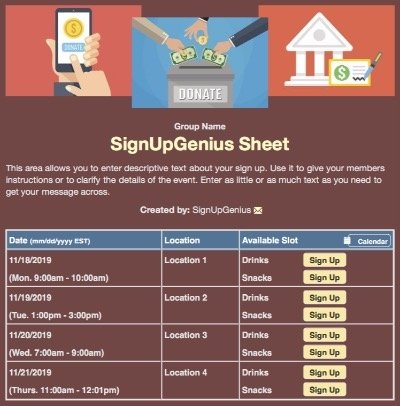 DONATE
DONATE
Group Name
SignUpGenius Sheet
This area allows you to enter descriptive text about your sign up. Use it to give your members
instructions or to clarify the details of the event. Enter as little or as much text as you need to
get your message across.
Created by: SignUpGenius
Date (mm/dd/yyyy EST) Location Available Slot Calendar
11/18/2019 Location 1 Drinks Sign Up
(Mon. 9:00am - 10:00am) Snacks Sign Up
11/19/2019 Location 2 Drinks Sign Up
(Tue. 1:00pm - 3:00pm) Snacks Sign Up
11/20/2019 Location 3 Drinks Sign Up
(Wed. 7:00am - 9:00am) Snacks Sign Up
11/21/2019 Location 4 Drinks Sign Up
(Thurs. 11:00am - 12:01pm) Snacks Sign Up